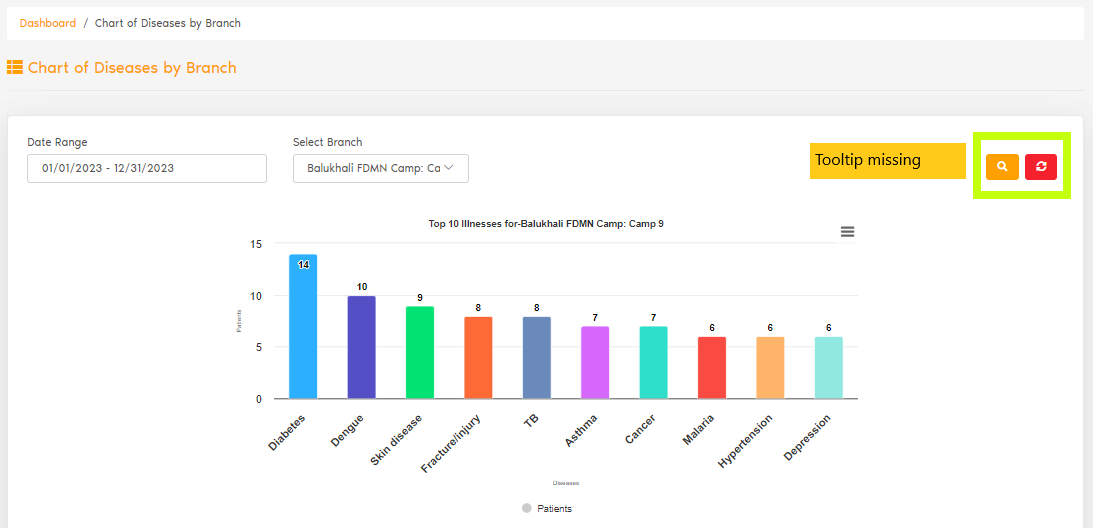 Dashboard / Chart of Diseases by Branch
Chart of Diseases by Branch
Date Range
Select Branch
01/01/2023 - 12/31/2023
Balukhali FDMN Camp: Ca
Tooltip missing
Top 10 Illnesses for-Balukhali FDMN Camp: Camp 9
15
10
5
0
Patients
14
10
9
8
8
7
7
6
6
6
Diabetes
Dengue
Skin disease
Fracture/injury
TB
Asthma
Cancer
Malaria
Hypertension
Depression
Diseases
Patients